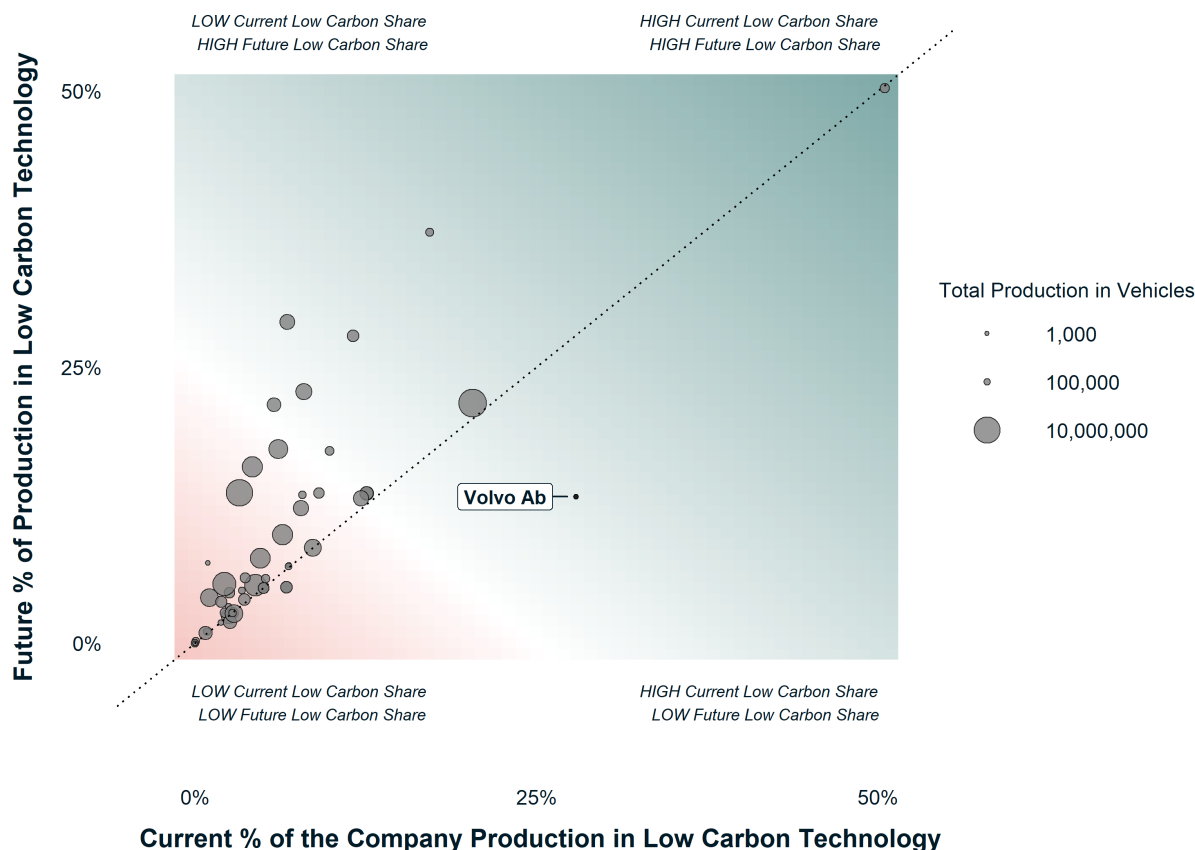 LOW Current Low Carbon Share
HIGH Future Low Carbon Share
HIGH Current Low Carbon Share
HIGH Future Low Carbon Share
Future % of Production in Low Carbon Technology
50%
25%
0%
Volvo Ab
Total Production in Vehicles
1,000
100,000
10,000,000
LOW Current Low Carbon Share
LOW Future Low Carbon Share
HIGH Current Low Carbon Share
LOW Future Low Carbon Share
0%
25%
50%
Current % of the Company Production in Low Carbon Technology